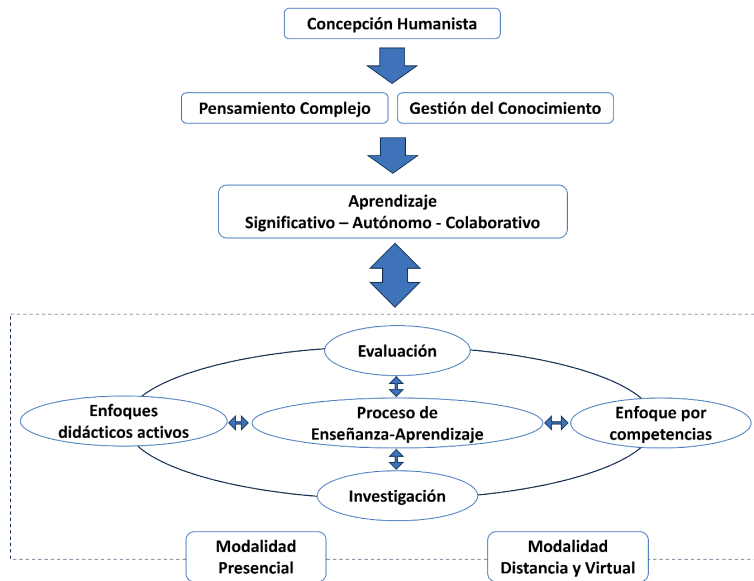 Concepción Humanista
Pensamiento Complejo
Gestión del Conocimiento
Aprendizaje
Significativo – Autónomo - Colaborativo
Evaluación
Enfoques
didácticos activos
Proceso de
Enseñanza-Aprendizaje
Enfoque por
competencias
Investigación
Modalidad
Presencial
Modalidad
Distancia y Virtual